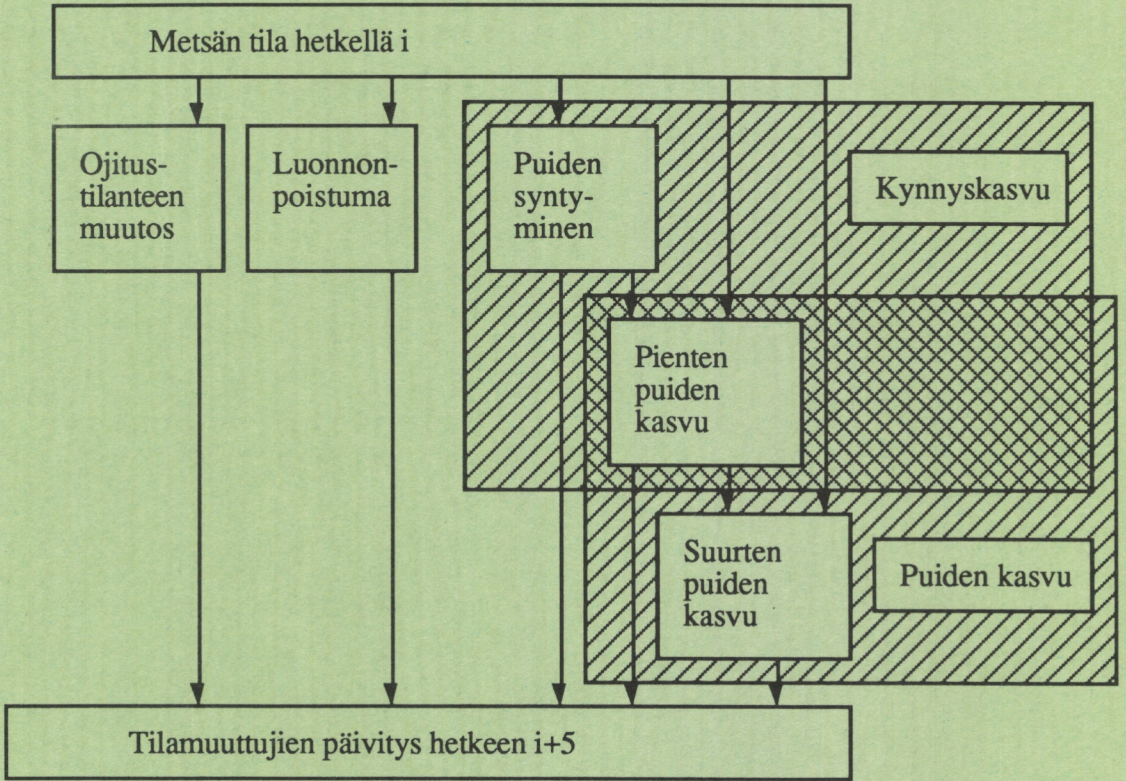 Metsän tila hetkellä i
Ojitus-
tilanteen
muutos
Luonnon-
poistuma
Puiden
synty-
minen
Kynnyskasvu
Pienten
puiden
kasvu
Suurten
puiden
kasvu
Puiden kasvu
Tilamuuttujien päivitys hetkeen i+5